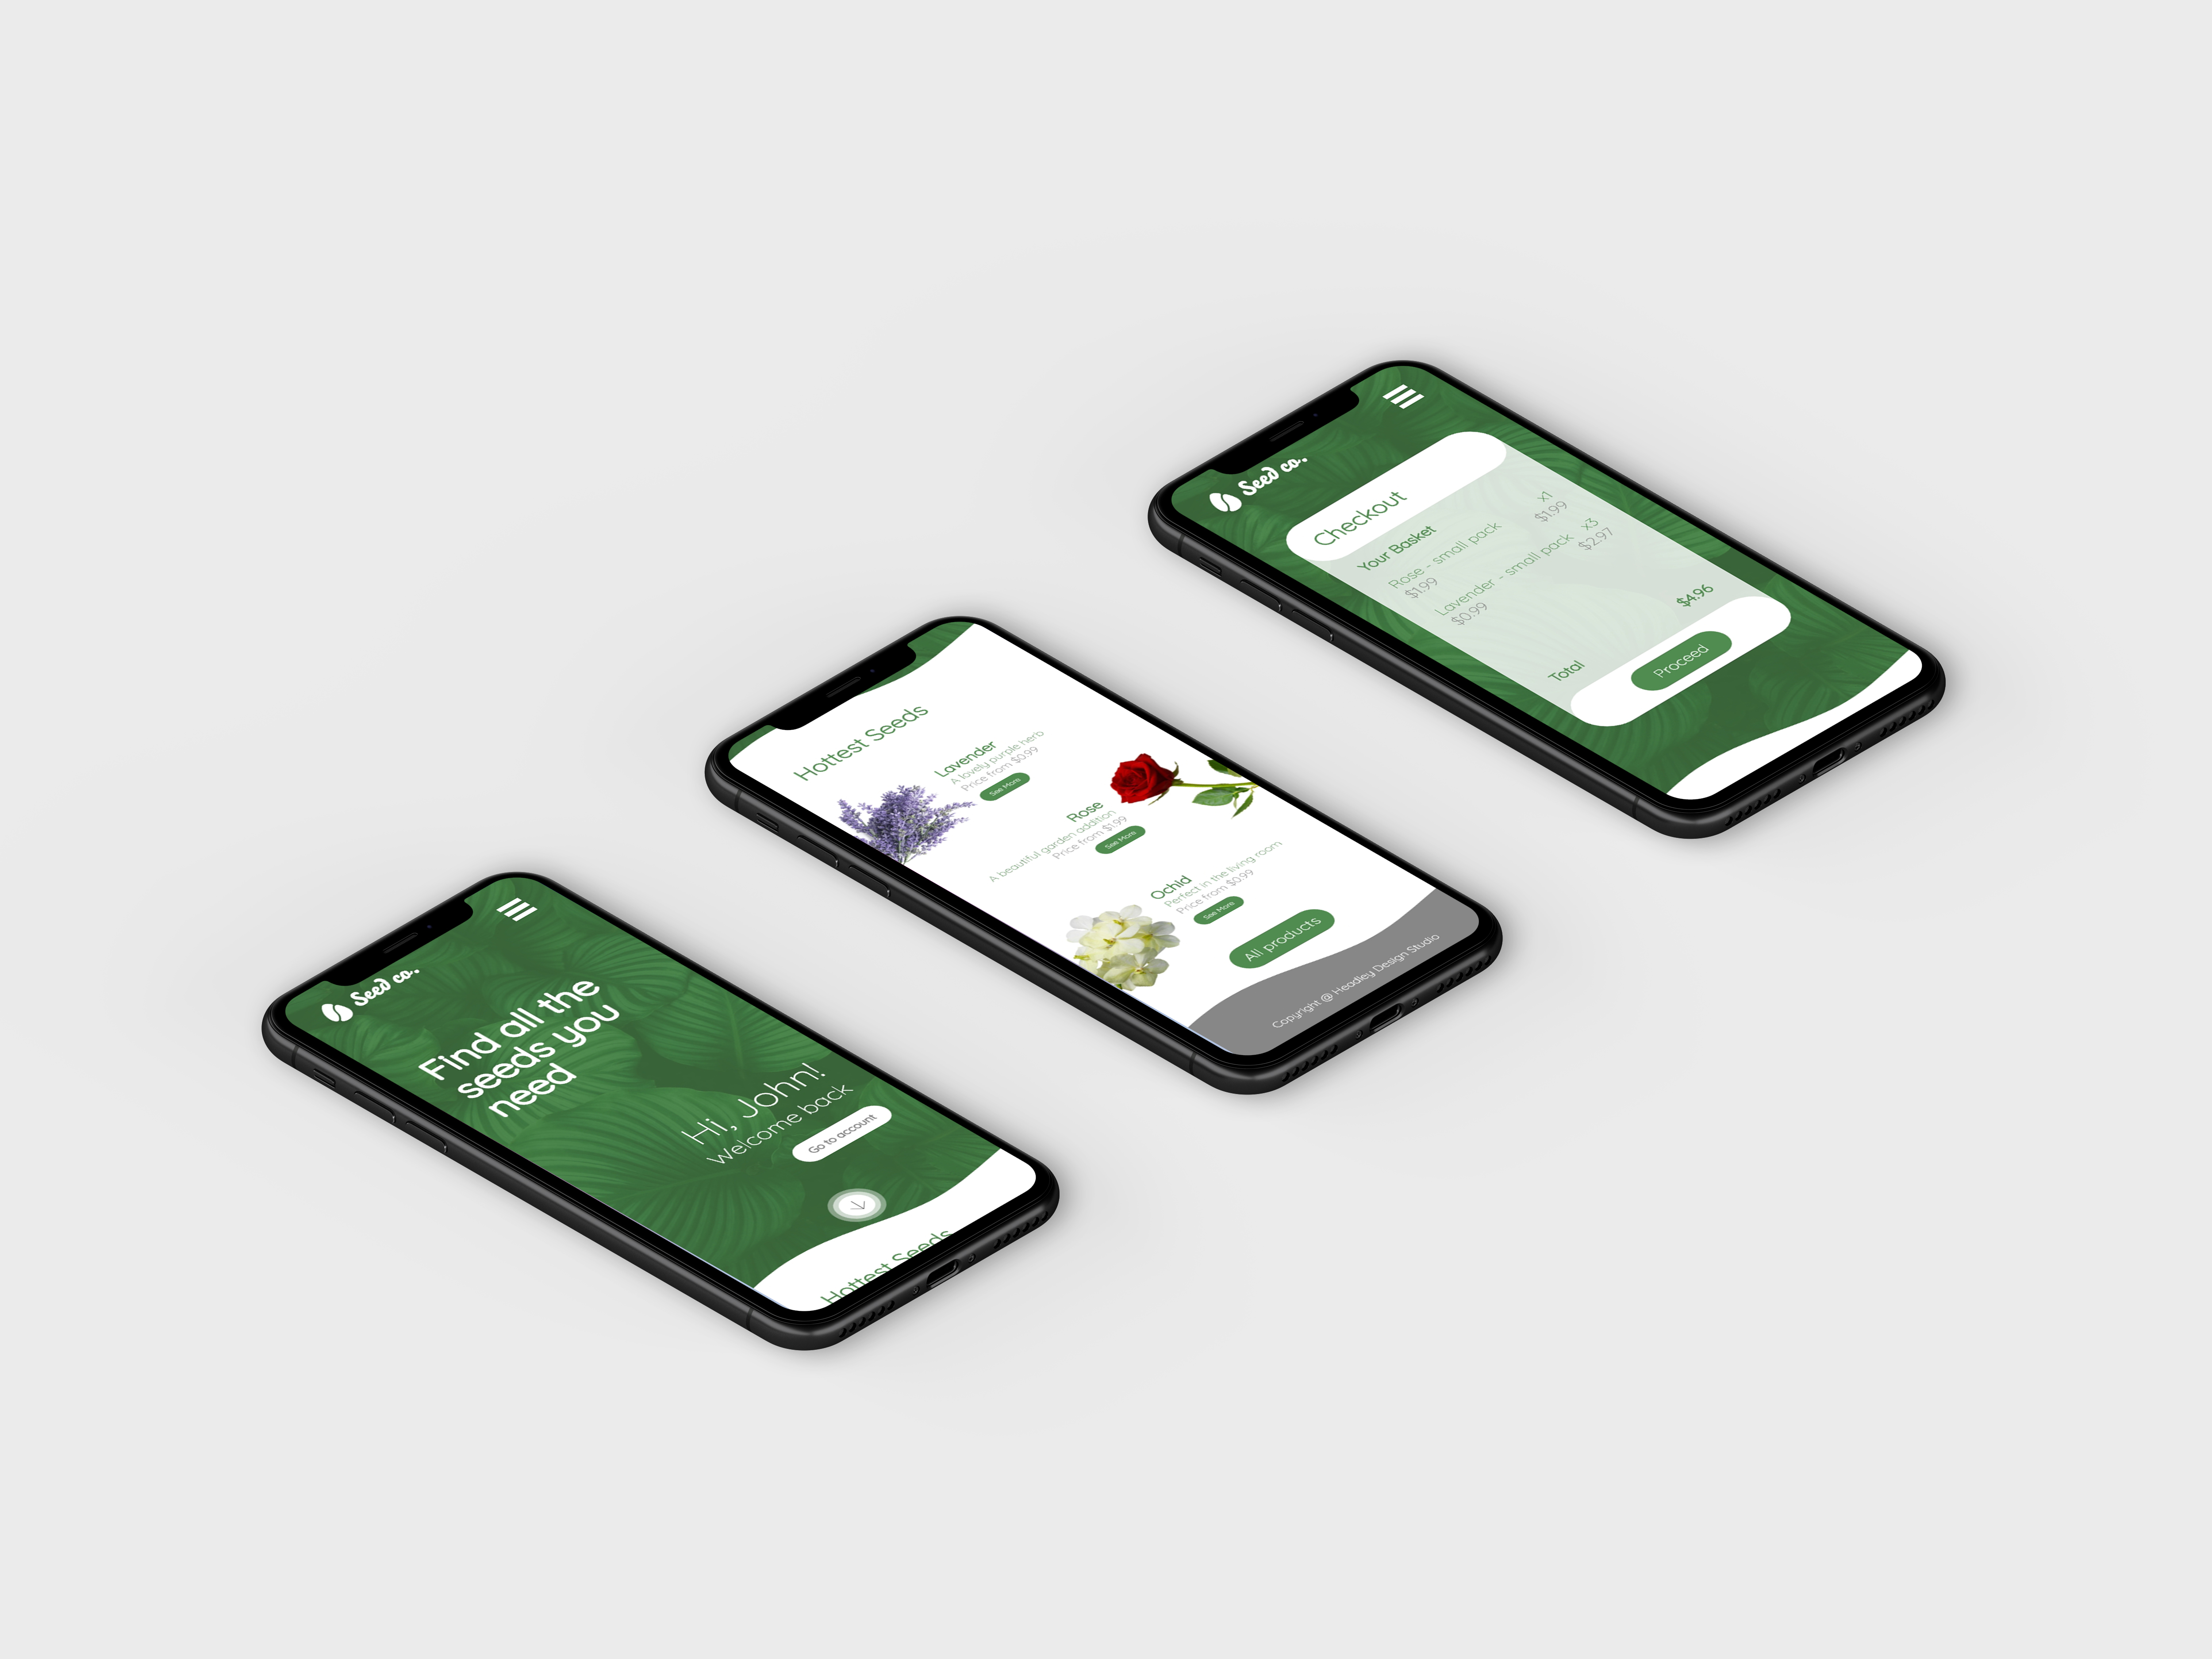 Seed co.
Find all the
seeds you
need
Hi, John!
welcome back
Go to account
Hottest Seeds
Hottest Seeds
Lavender
A lovely purple herb
Price from $0.99
See More
Rose
A beautiful garden addition
Price from $1.99
See More
Ochid
Perfect in the living room
Price from $0.99
See More
All products
Copyright @ Headley Design Studio
Seed co.
Checkout
Your Basket
Rose - small pack x1
$1.99 $1.99
Lavender - small pack x3
$0.99 $2.97
Total $4.96
Proceed